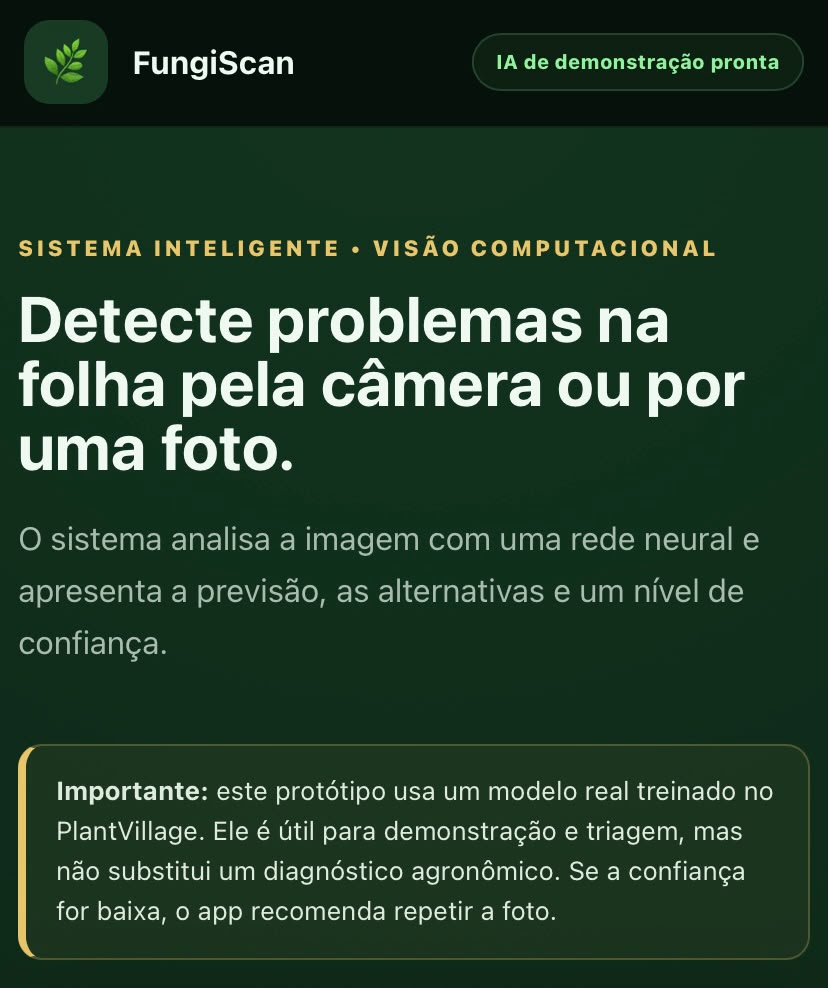 FungiScan
IA de demonstração pronta
SISTEMA INTELIGENTE • VISÃO COMPUTACIONAL
Detecte problemas na
folha pela câmera ou por
uma foto.
O sistema analisa a imagem com uma rede neural e
apresenta a previsão, as alternativas e um nível de
confiança.
Importante: este protótipo usa um modelo real treinado no
PlantVillage. Ele é útil para demonstração e triagem, mas
não substitui um diagnóstico agronômico. Se a confiança
for baixa, o app recomenda repetir a foto.